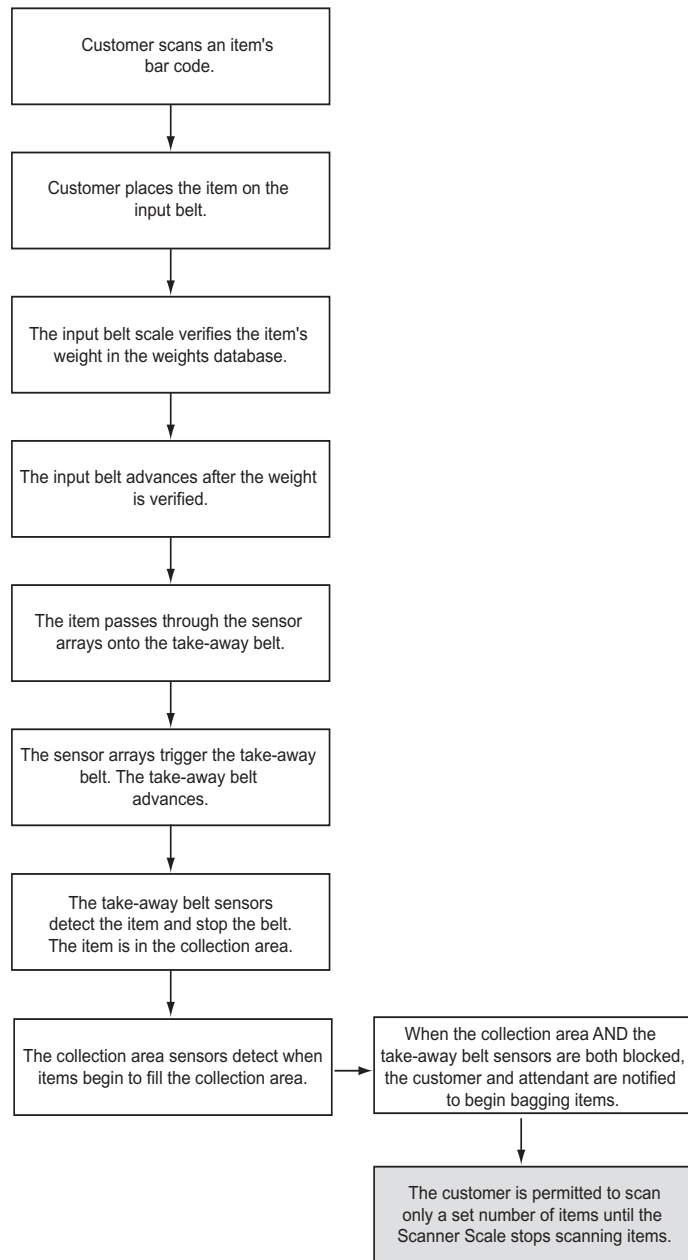 Customer scans an item's
bar code.
Customer places the item on the
input belt.
The input belt scale verifies the item's
weight in the weights database.
The input belt advances after the weight
is verified.
The item passes through the sensor
arrays onto the take-away belt.
The sensor arrays trigger the take-away
belt. The take-away belt
advances.
The take-away belt sensors
detect the item and stop the belt.
The item is in the collection area.
The collection area sensors detect when
items begin to fill the collection area.
When the collection area AND the
take-away belt sensors are both blocked,
the customer and attendant are notified
to begin bagging items.
The customer is permitted to scan
only a set number of items until the
Scanner Scale stops scanning items.